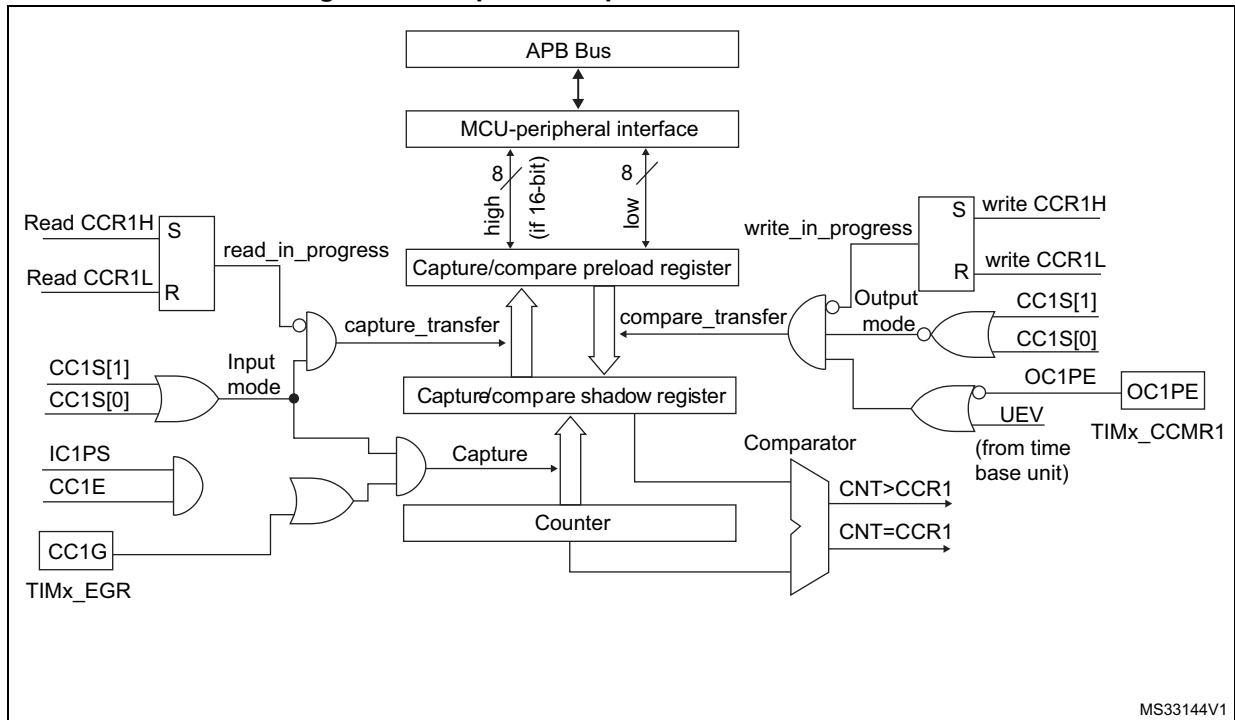 APB Bus
MCU-peripheral interface
8
high
(if 16-bit)
8
low
Read CCR1H
S
read_in_progress
Read CCR1L
R
write_in_progress
S
write CCR1H
R
write CCR1L
Capture/compare preload register
capture_transfer
compare_transfer
Output
mode
CC1S[1]
CC1S[0]
CC1S[1]
CC1S[0]
Input
mode
Capture/compare shadow register
OC1PE
OC1PE
UEV
TIMx_CCMR1
(from time
base unit)
IC1PS
CC1E
Capture
Comparator
CNT>CCR1
CNT=CCR1
Counter
CC1G
TIMx_EGR
MS33144V1